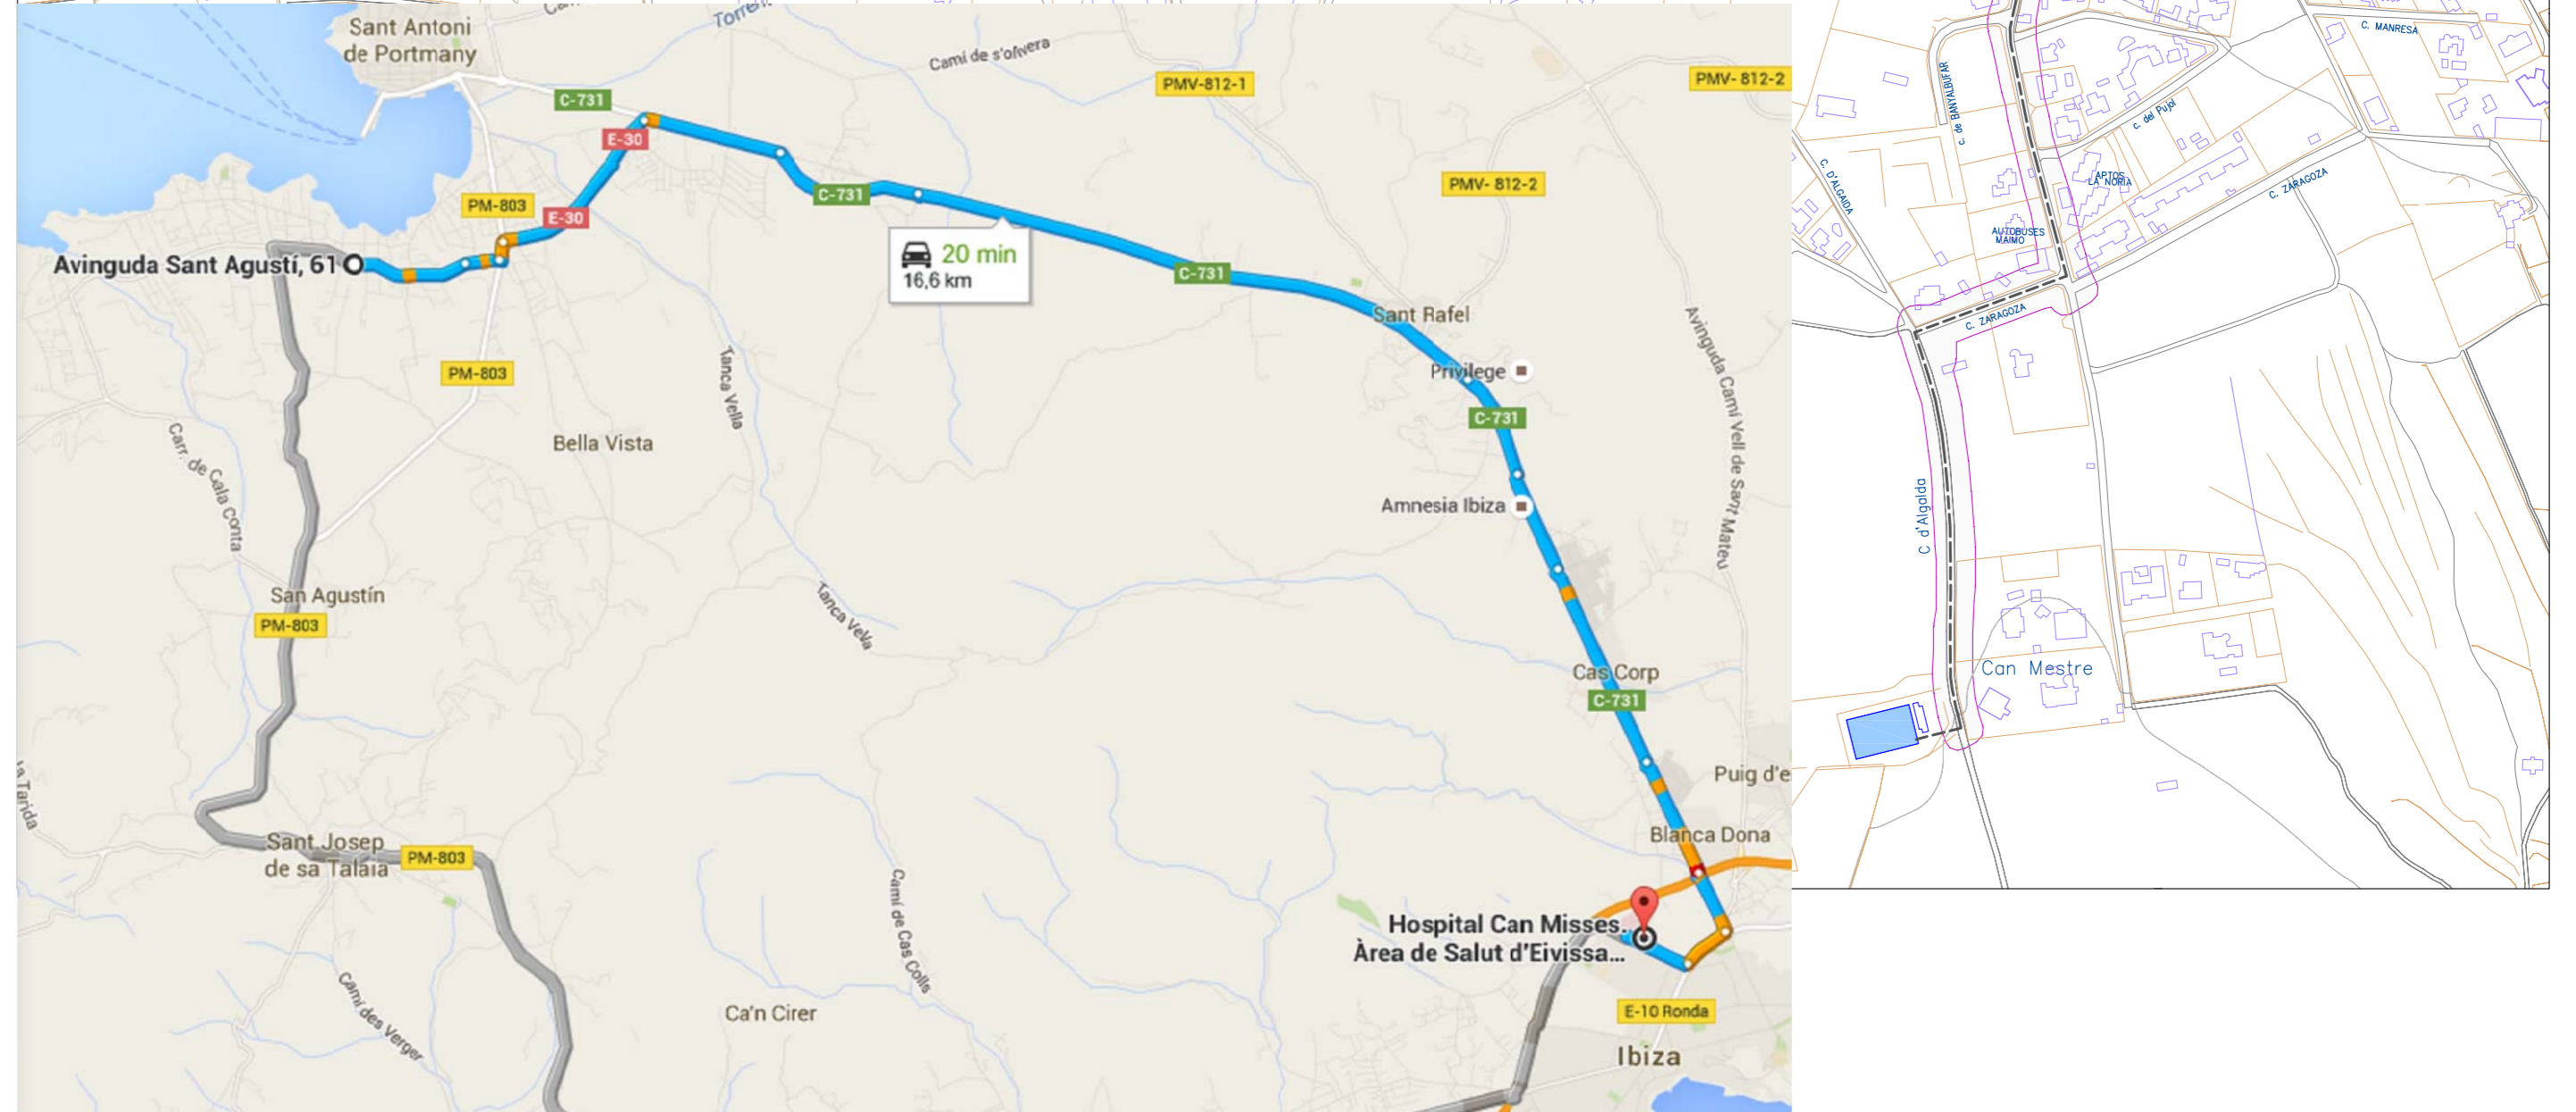 Sant Antoni
de Portmany
Torrent
Camí de s'olvera
PMV-812-1
PMV- 812-2
C-731
E-30
PM-803
E-30
C-731
PMV- 812-2
Avinguda Sant Agustí, 61
20 min
16,6 km
C-731
Sant Rafel
Privilege
C-731
PM-803
Tanca Vella
Avinguda Camí Vell de Sant Mateu
Bella Vista
Carr. de Cala Conta
Amnesia Ibiza
San Agustín
PM-803
Tanca Vella
Cas Corp
C-731
Puig d'e
Blanca Dona
Sant Josep
de sa Talaia
PM-803
Camí de Cas Colls
Hospital Can Misses.
Àrea de Salut d'Eivissa...
Camí des Verger
Ca'n Cirer
E-10 Ronda
Ibiza
C. MANRESA
C. de BANYALBUFAR
c. del Pujol
C. D'ALGAIDA
APTOS
LA NORIA
C. ZARAGOZA
AUTOBUSES
MAIMO
C. ZARAGOZA
C d'Algaida
Can Mestre